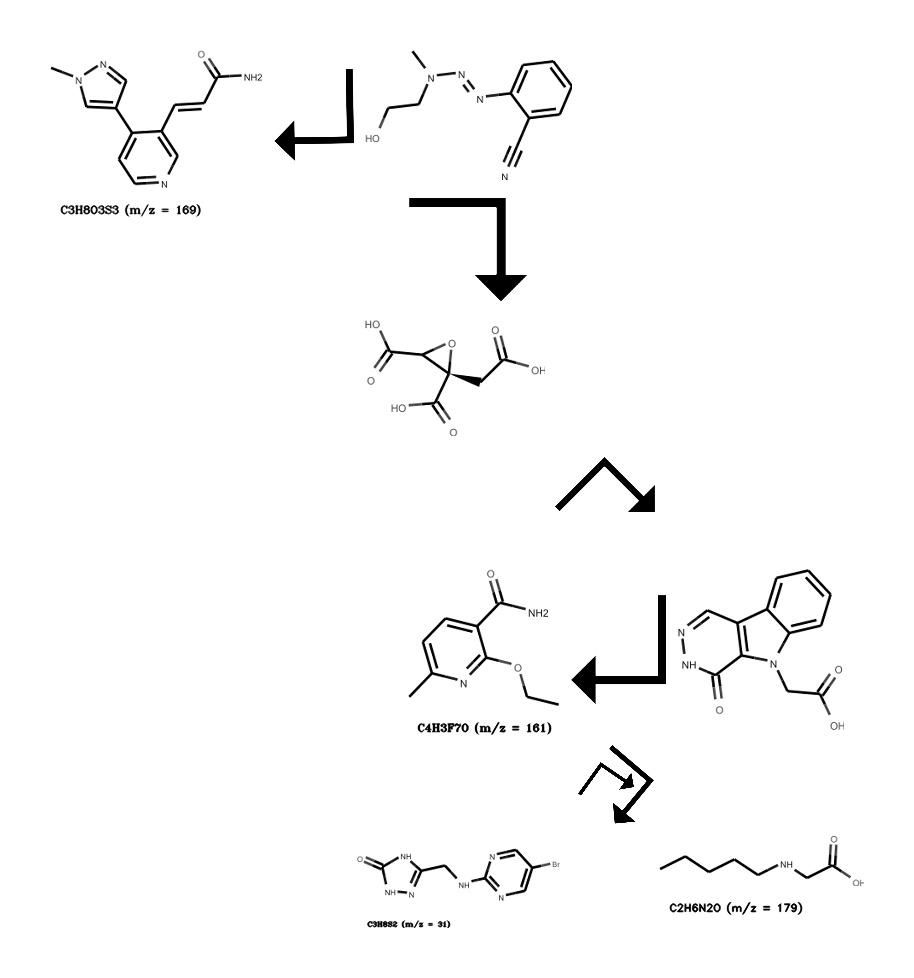 O
NH2
N
N
N
C3H8O3S3 (m/z = 169)
N
N
N
HO
N
HO
O
O
O
OH
HO
O
O
NH2
O
N
C4H3F7O (m/z = 161)
N
NH
N
O
O
OH
O
NH
NH
N
NH
N
N
Br
C3H8S2 (m/z = 31)
O
NH
OH
C2H6N2O (m/z = 179)